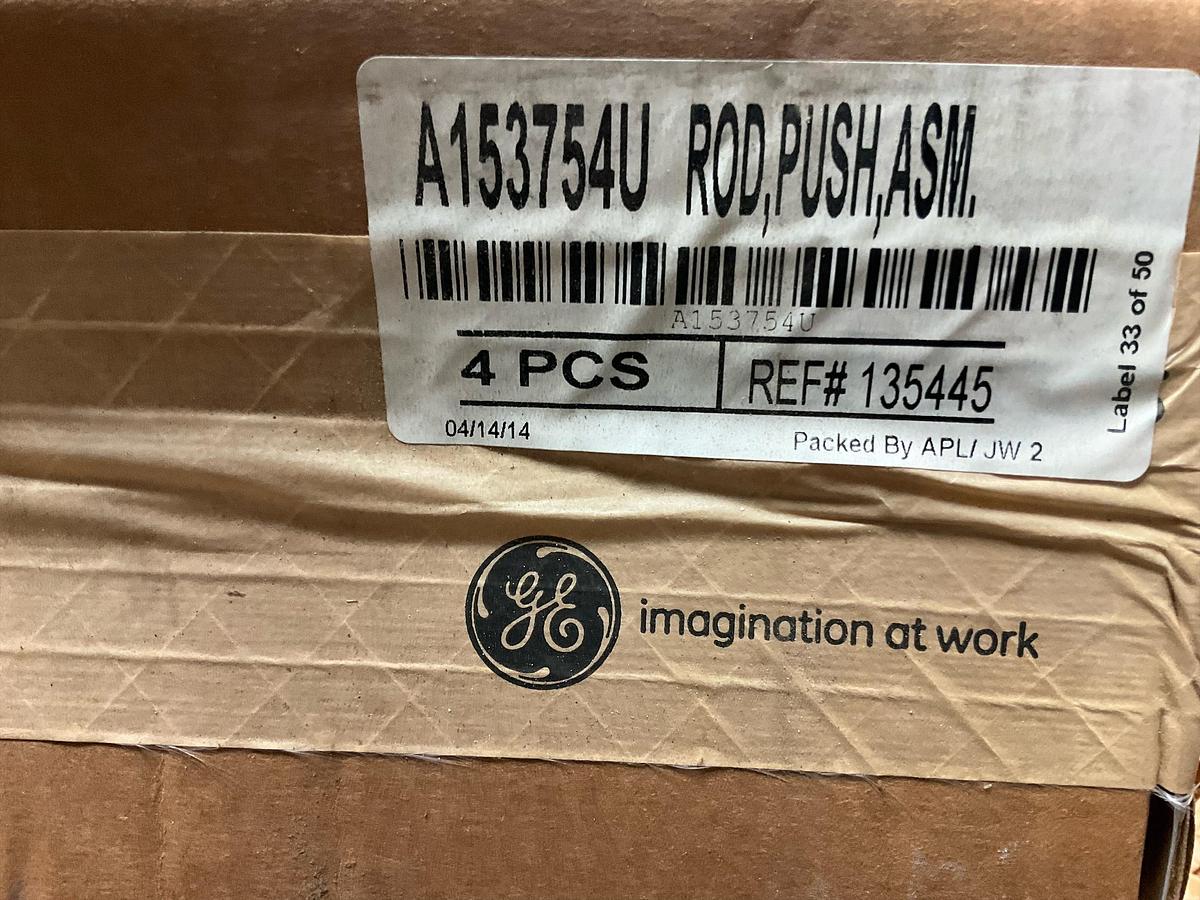 A153754U ROD,PUSH,ASM.
A153754U
4 PCS
REF# 135445
04/14/14
Packed By APL/ JW 2
Label 33 of 50
GE
imagination at work